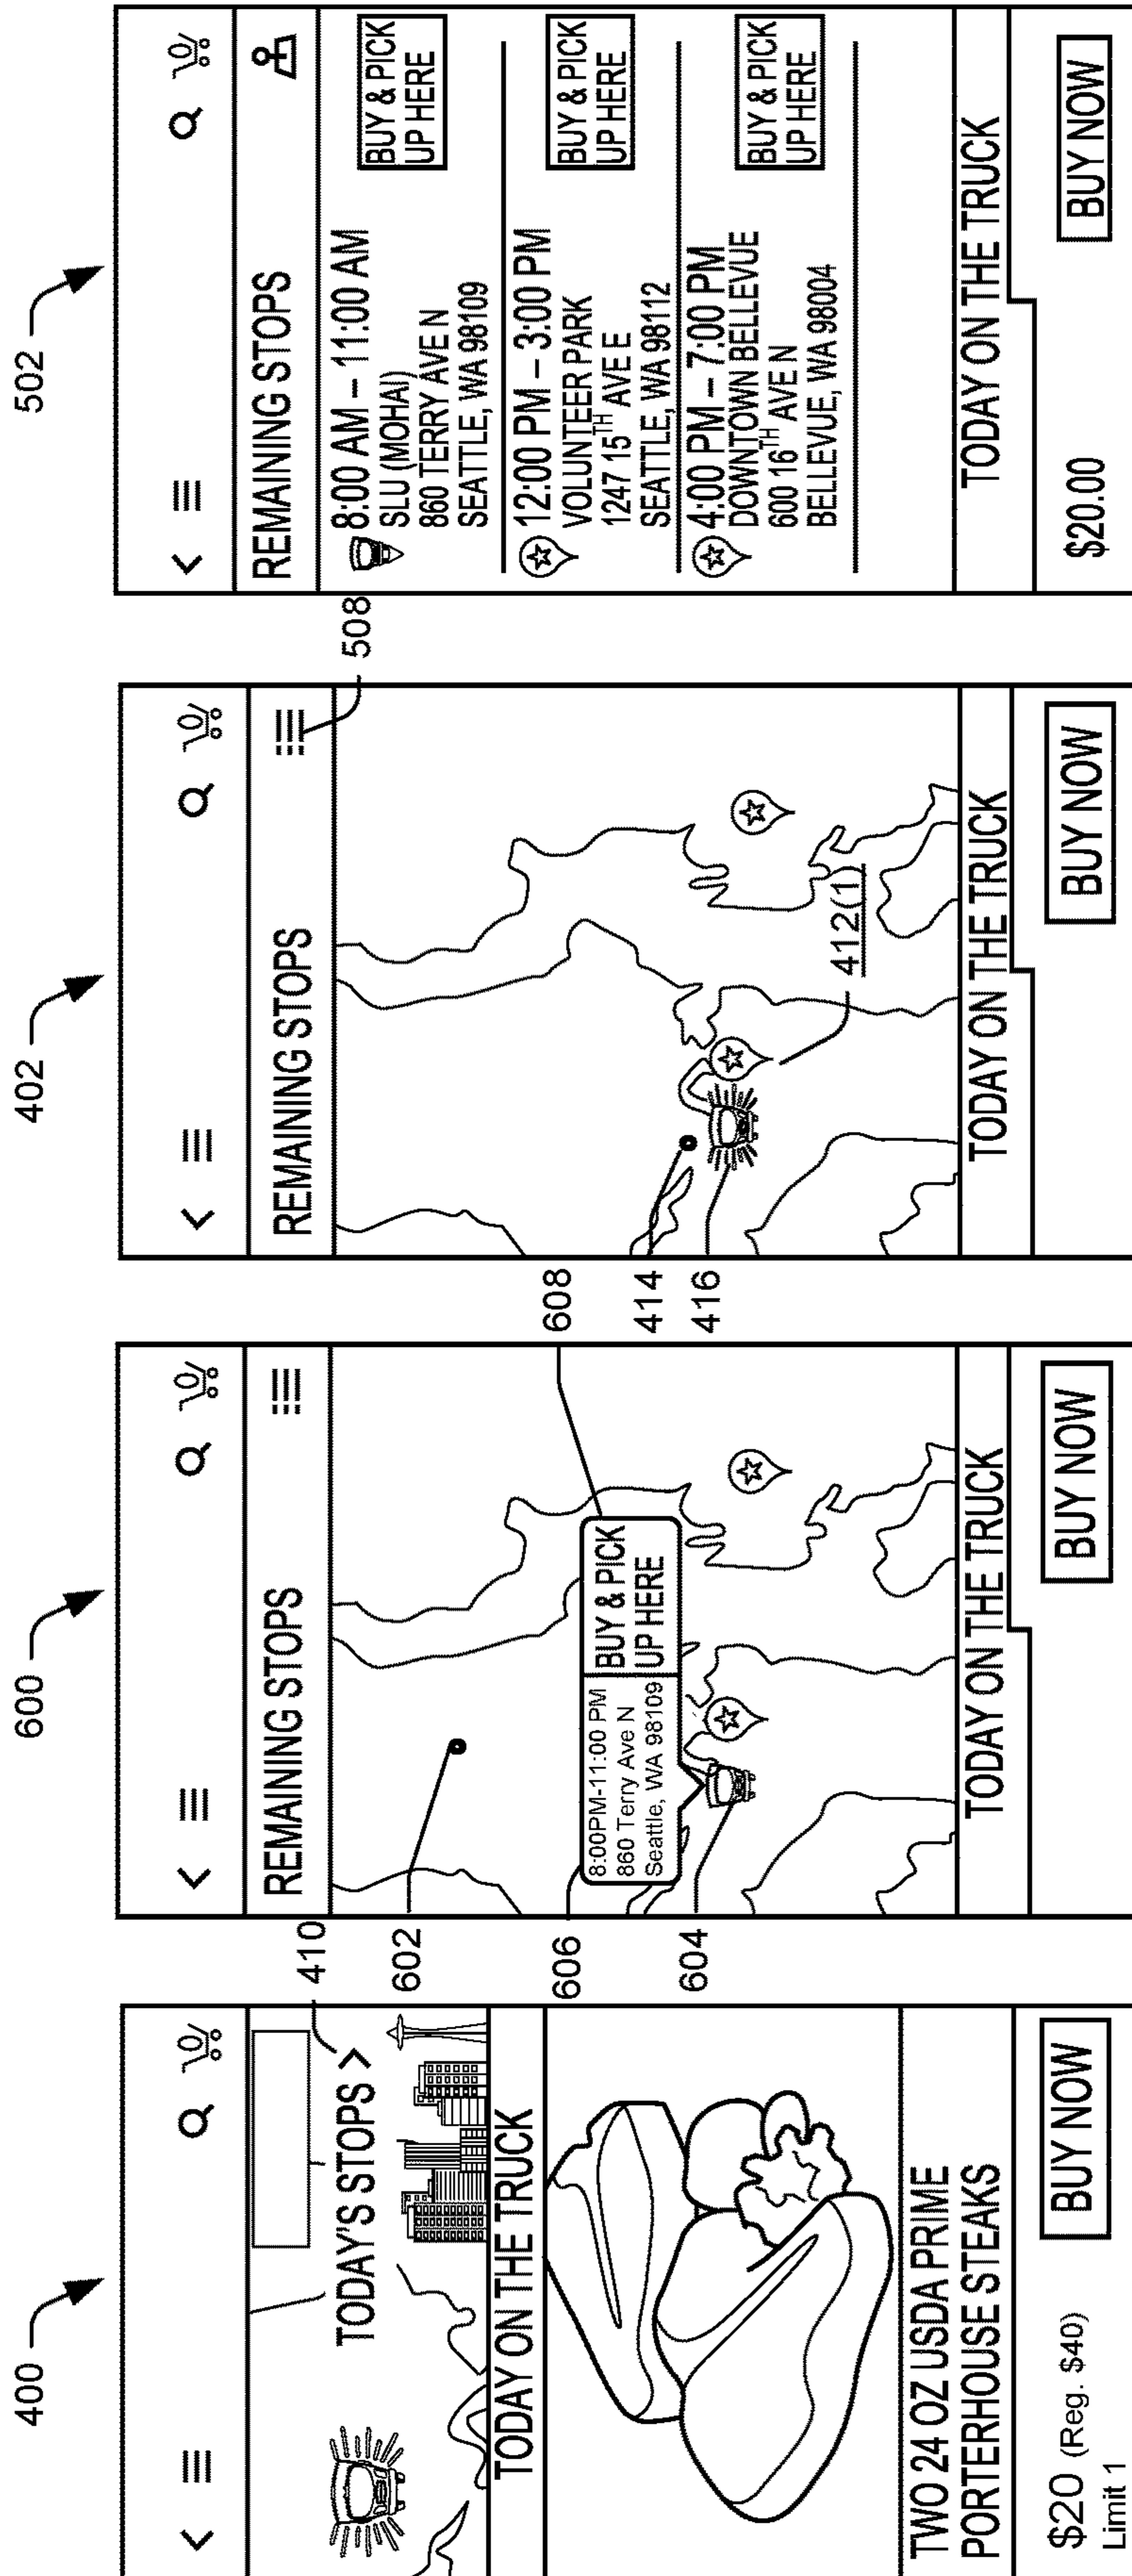 400
TODAY'S STOPS >
410
TODAY ON THE TRUCK
TWO 24 OZ USDA PRIME
PORTERHOUSE STEAKS
$20 (Reg. $40)
Limit 1
BUY NOW
600
REMAINING STOPS
602
606
604
608
8:00PM-11:00 PM
860 Terry Ave N
Seattle, WA 98109
BUY & PICK
UP HERE
TODAY ON THE TRUCK
BUY NOW
402
REMAINING STOPS
508
414
416
412(1)
TODAY ON THE TRUCK
BUY NOW
502
REMAINING STOPS
8:00 AM – 11:00 AM
SLU (MOHAI)
860 TERRY AVE N
SEATTLE, WA 98109
BUY & PICK
UP HERE
12:00 PM – 3:00 PM
VOLUNTEER PARK
1247 15TH AVE E
SEATTLE, WA 98112
BUY & PICK
UP HERE
4:00 PM – 7:00 PM
DOWNTOWN BELLEVUE
600 16TH AVE N
BELLEVUE, WA 98004
BUY & PICK
UP HERE
TODAY ON THE TRUCK
$20.00
BUY NOW